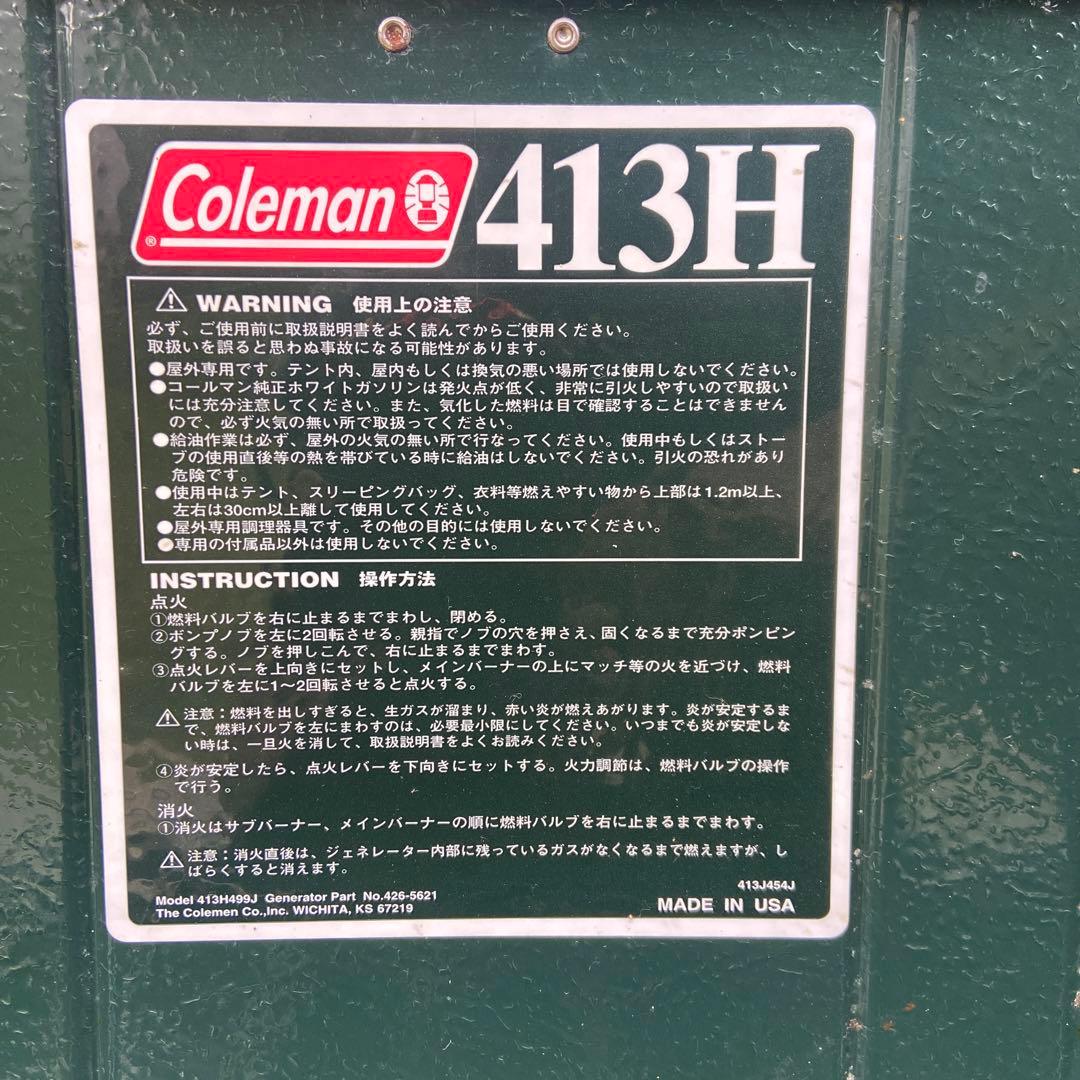 Coleman ® 413H
⚠ WARNING 使用上の注意
必ず、ご使用前に取扱説明書をよく読んでからご使用ください。
取扱いを誤ると思わぬ事故になる可能性があります。
●屋外専用です。テント内、屋内もしくは換気の悪い場所では使用しないでください。
●コールマン純正ホワイトガソリンは発火点が低く、非常に引火しやすいので取扱い
には充分注意してください。また、気化した燃料は目で確認することはできません
ので、必ず火気の無い所で取扱ってください。
●給油作業は必ず、屋外の火気の無い所で行なってください。使用中もしくはストー
ブの使用直後等の熱を帯びている時に給油はしないでください。引火の恐れがあり
危険です。
●使用中はテント、スリーピングバッグ、衣料等燃えやすい物から上部は1.2m以上、
左右は30cm以上離して使用してください。
●屋外専用調理器具です。その他の目的には使用しないでください。
●専用の付属品以外は使用しないでください。
INSTRUCTION 操作方法
点火
①燃料バルブを右に止まるまでまわし、閉める。
②ポンプノブを左に2回転させる。親指でノブの穴を押さえ、固くなるまで充分ポンピン
グする。ノブを押しこんで、右に止まるまでまわす。
③点火レバーを上向きにセットし、メインバーナーの上にマッチ等の火を近づけ、燃料
バルブを左に1〜2回転させると点火する。
⚠ 注意：燃料を出しすぎると、生ガスが溜まり、赤い炎が燃えあがります。炎が安定するま
で、燃料バルブを左にまわすのは、必要最小限にしてください。いつまでも炎が安定しな
い時は、一旦火を消して、取扱説明書をよくお読みください。
④炎が安定したら、点火レバーを下向きにセットする。火力調節は、燃料バルブの操作
で行う。
消火
①消火はサブバーナー、メインバーナーの順に燃料バルブを右に止まるまでまわす。
⚠ 注意：消火直後は、ジェネレーター内部に残っているガスがなくなるまで燃えますが、し
ばらくすると消えます。
413J454J
Model 413H499J Generator Part No.426-5621
The Colemen Co.,Inc. WICHITA, KS 67219
MADE IN USA